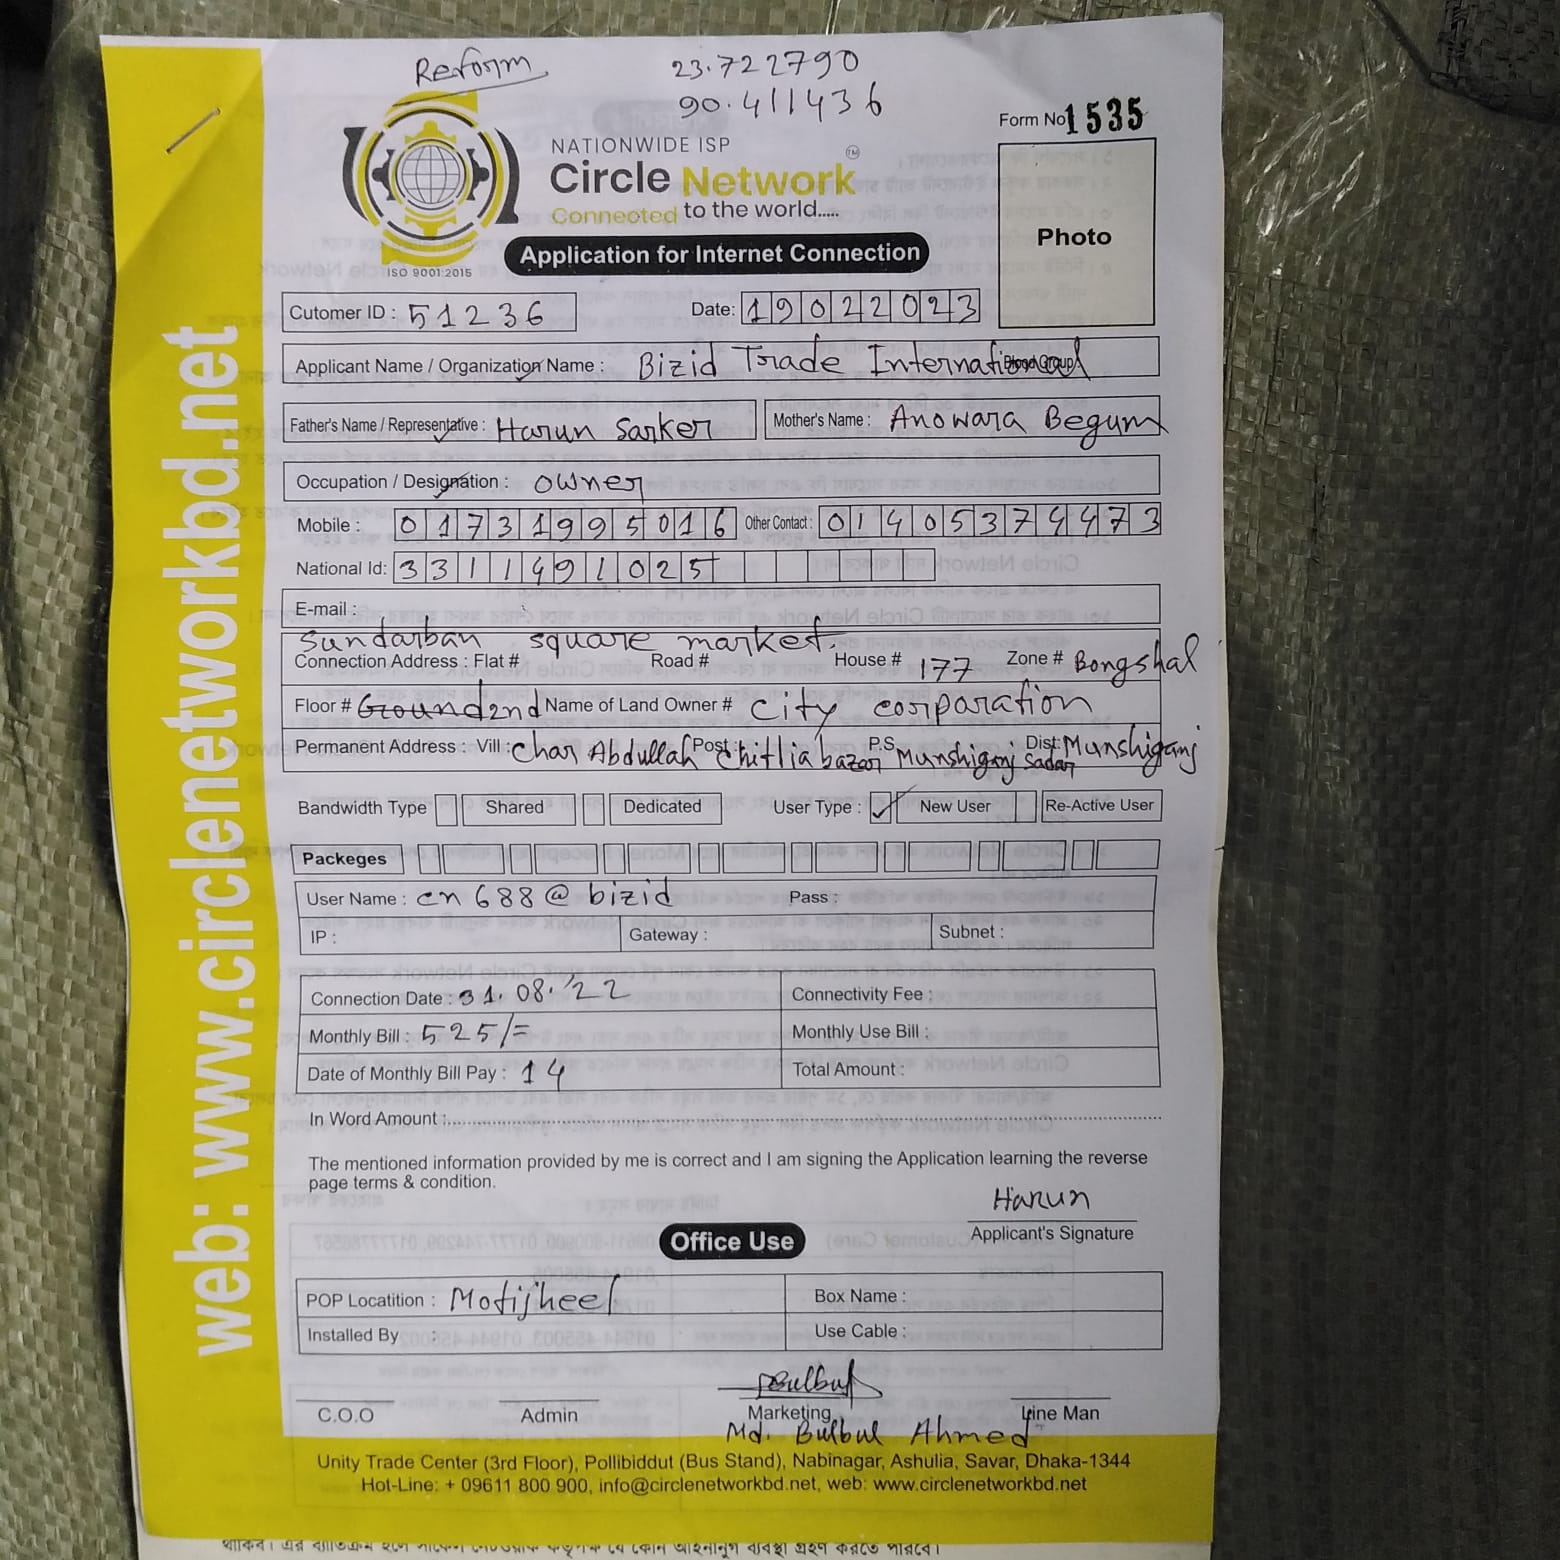 Reform
23.722790
90.411436
Form No 1535
NATIONWIDE ISP
Circle Network TM
Connected to the world.....
ISO 9001:2015
Application for Internet Connection
Photo
web: www.circlenetworkbd.net
Cutomer ID : 51236 Date: 19022023
Applicant Name / Organization Name : Bizid Trade International Blood Group:
Father's Name / Representative : Harun Sarker Mother's Name : Anowara Begum
Occupation / Designation : Owner
Mobile : 01731995016 Other Contact : 01405374473
National Id: 3311491025
E-mail :
Sundarban square market.
Connection Address : Flat # Road # House # 177 Zone # Bongshal
Floor # Ground 2nd Name of Land Owner # City corporation
Permanent Address : Vill : Char Abdullah Post : Chitlia bazar P.S Munshiganj Sadar Dist: Munshiganj
Bandwidth Type Shared Dedicated User Type : ✓ New User Re-Active User
Packeges
User Name : cn688@bizid Pass :
IP : Gateway : Subnet :
Connection Date : 31.08.'22 Connectivity Fee :
Monthly Bill : 525/= Monthly Use Bill :
Date of Monthly Bill Pay : 14 Total Amount :
In Word Amount :
The mentioned information provided by me is correct and I am signing the Application learning the reverse
page terms & condition.
Harun
Applicant's Signature
Office Use
POP Locatition : Motijheel Box Name :
Installed By : Use Cable :
Bulbul
C.O.O Admin Marketing Line Man
Md. Bulbul Ahmed
Unity Trade Center (3rd Floor), Pollibiddut (Bus Stand), Nabinagar, Ashulia, Savar, Dhaka-1344
Hot-Line: + 09611 800 900, info@circlenetworkbd.net, web: www.circlenetworkbd.net
যে কোন আইনানুগ ব্যবস্থা গ্রহণ করতে পারবে।